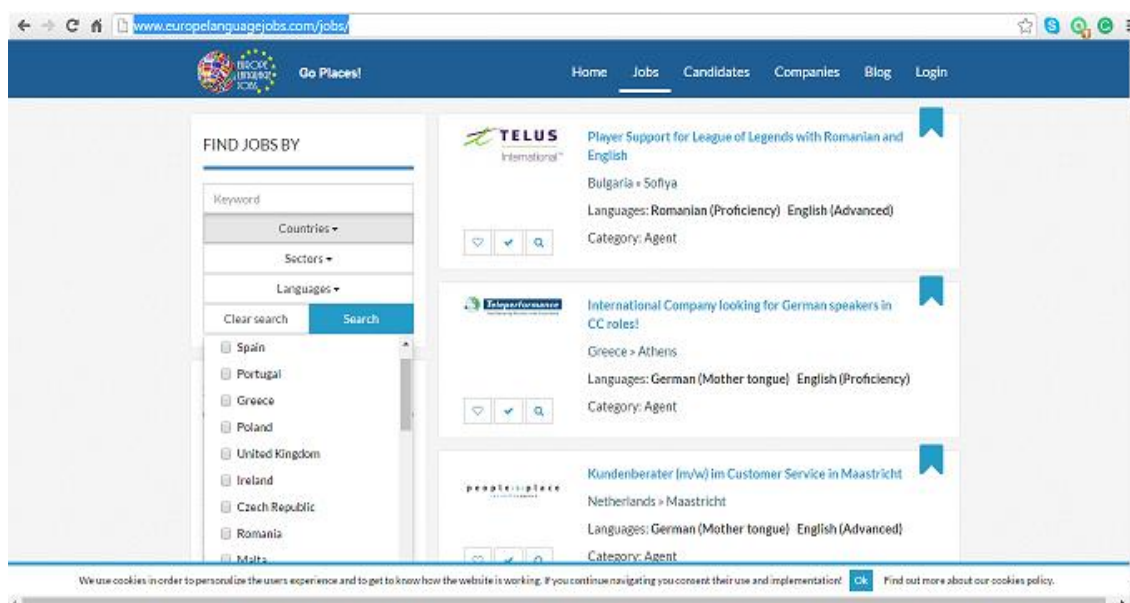 www.europelanguagejobs.com/jobs/
EUROPE
LANGUAGE
JOBS
Go Places!
Home Jobs Candidates Companies Blog Login
FIND JOBS BY
Keyword
Countries
Sectors
Languages
Clear search Search
Spain
Portugal
Greece
Poland
United Kingdom
Ireland
Czech Republic
Romania
Malta
TELUS
International
Player Support for League of Legends with Romanian and
English
Bulgaria » Sofiya
Languages: Romanian (Proficiency) English (Advanced)
Category: Agent
Teleperformance
International Company looking for German speakers in
CC roles!
Greece » Athens
Languages: German (Mother tongue) English (Proficiency)
Category: Agent
people place
Kundenberater (m/w) im Customer Service in Maastricht
Netherlands » Maastricht
Languages: German (Mother tongue) English (Advanced)
Category: Agent
We use cookies in order to personalize the users experience and to get to know how the website is working. If you continue navigating you consent their use and implementation! Ok Find out more about our cookies policy.